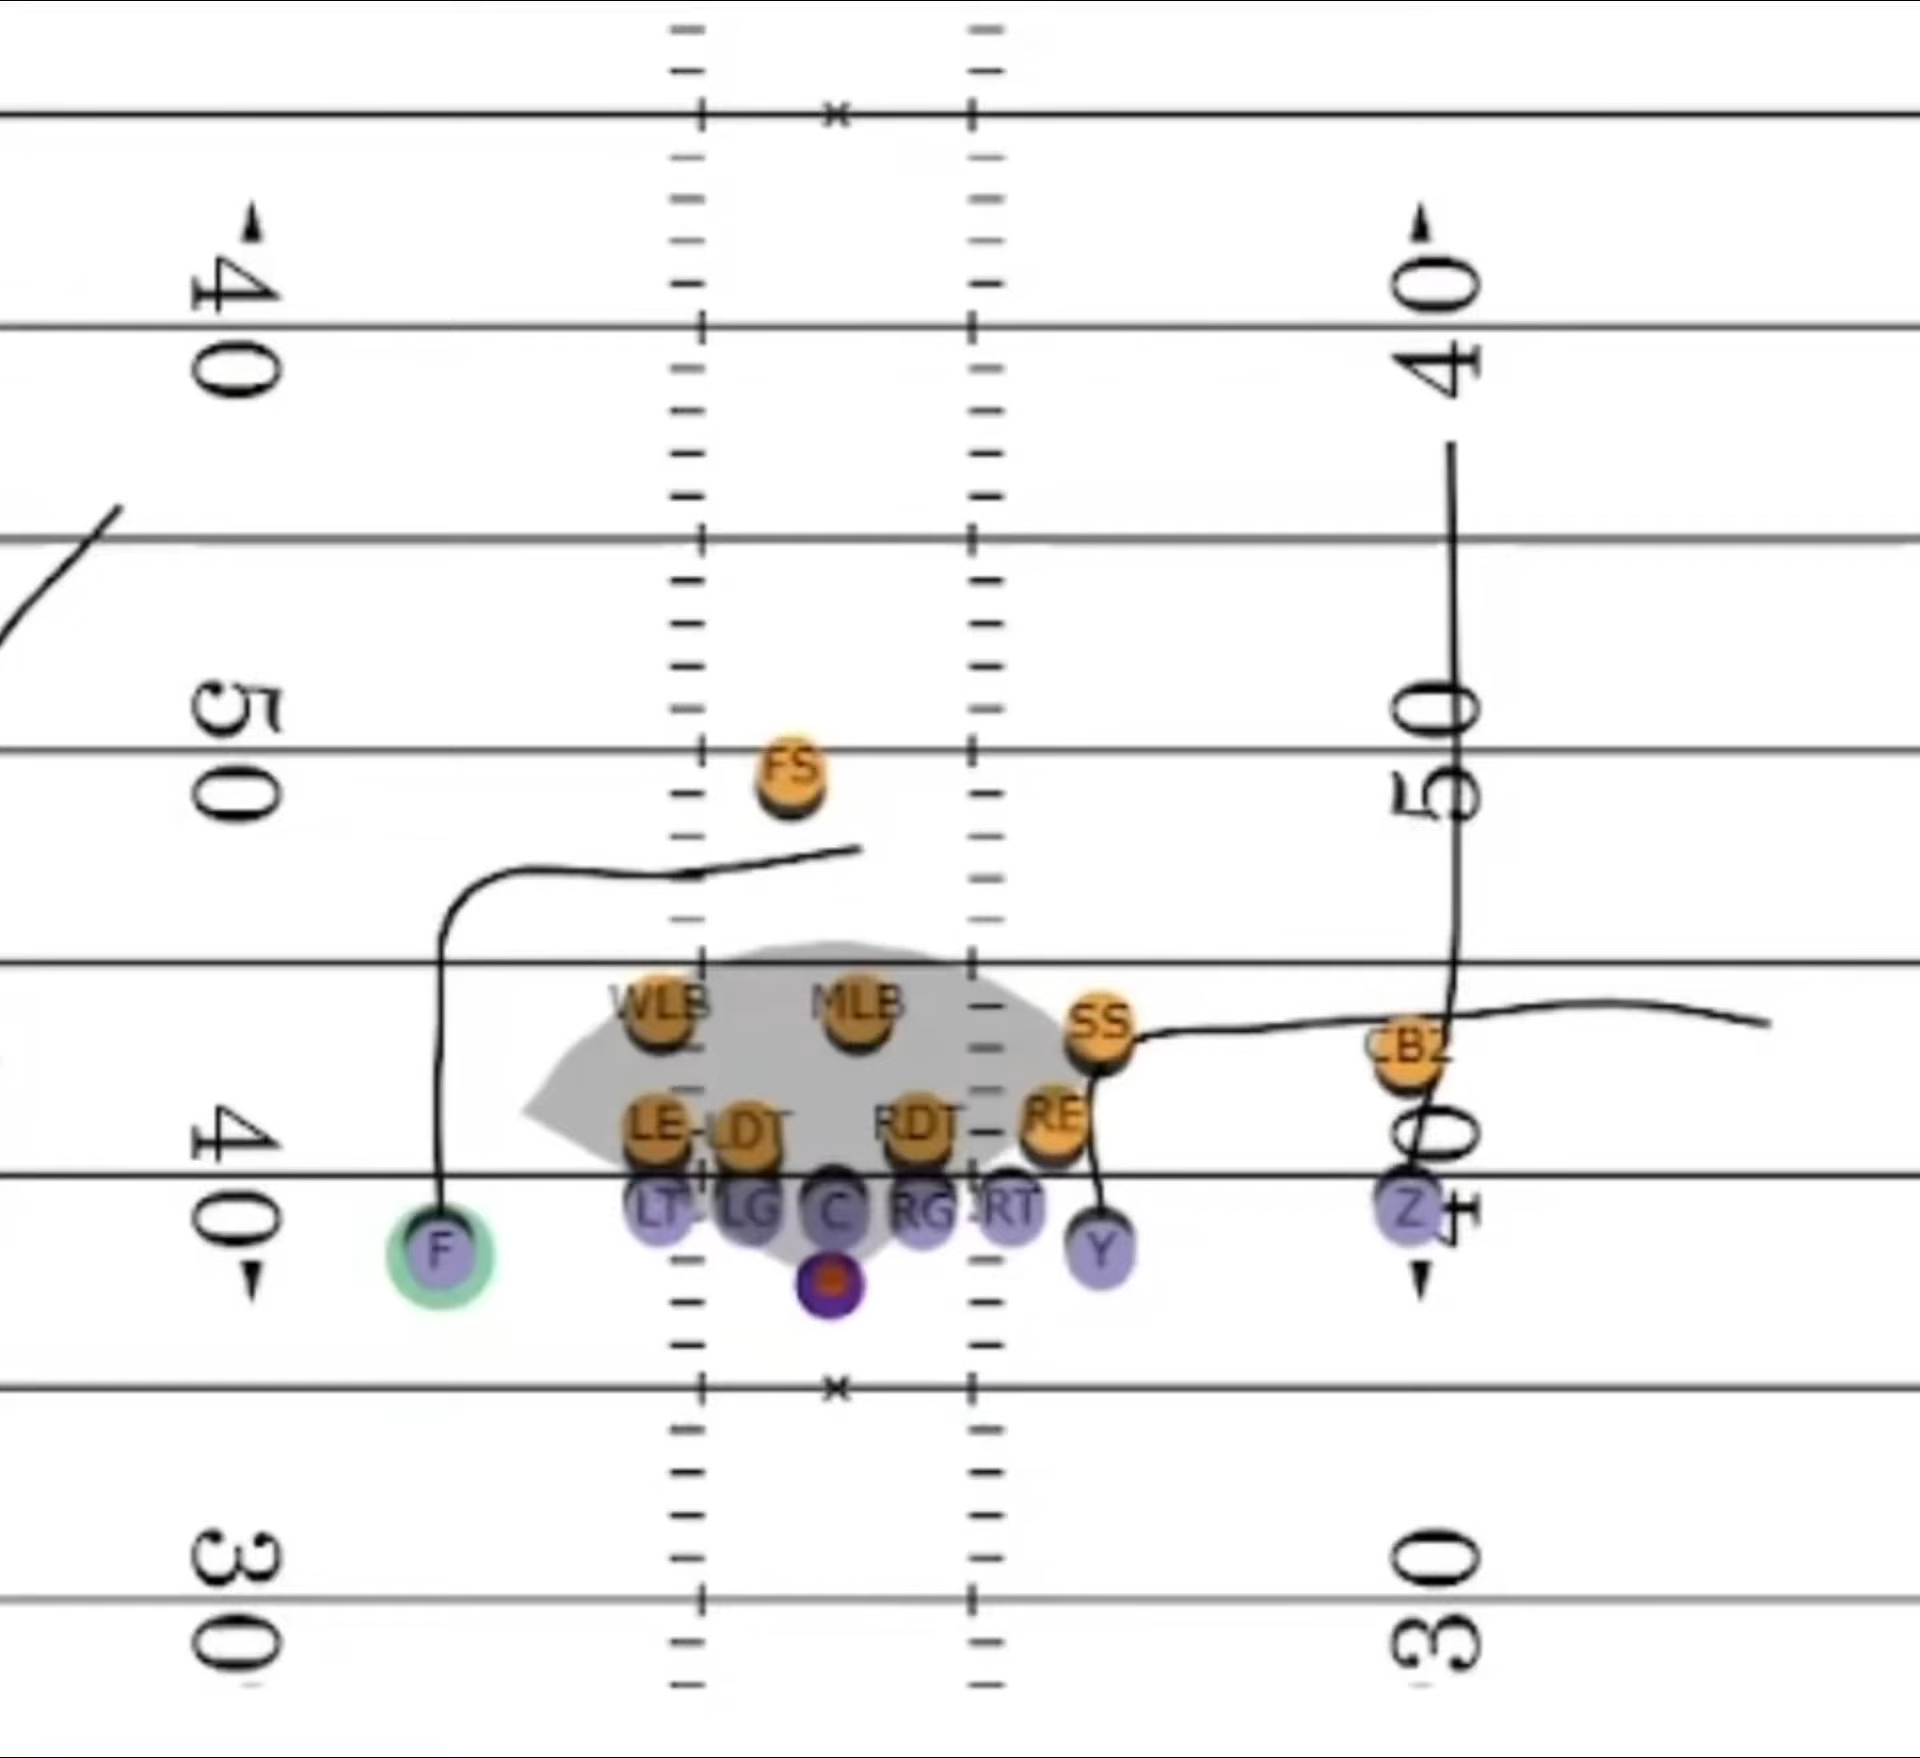 40 40
50 FS 50
WLB MLB SS CB2
LE LDT RDT RE
40 LT LG C RG RT Z 40
F Y
30 30